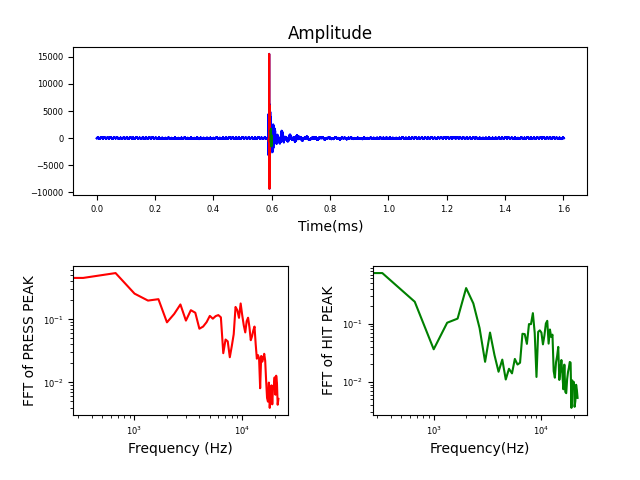 Amplitude
15000
10000
5000
0
−5000
−10000
0.0 0.2 0.4 0.6 0.8 1.0 1.2 1.4 1.6
Time(ms)
FFT of PRESS PEAK
10⁻¹
10⁻²
10³ 10⁴
Frequency (Hz)
FFT of HIT PEAK
10⁻¹
10⁻²
10³ 10⁴
Frequency(Hz)